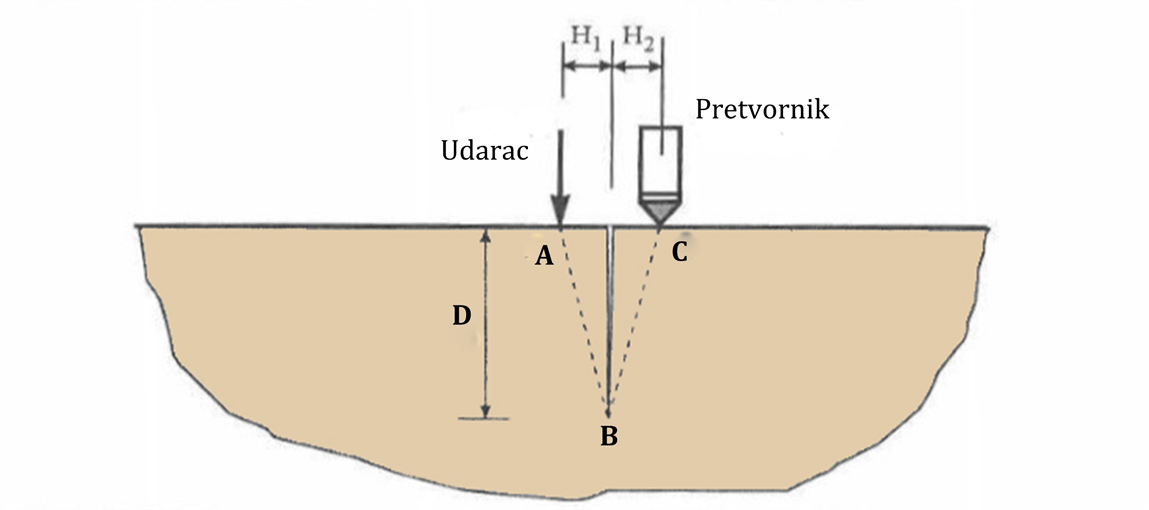 H₁ H₂
Pretvornik
Udarac
A C
D
B